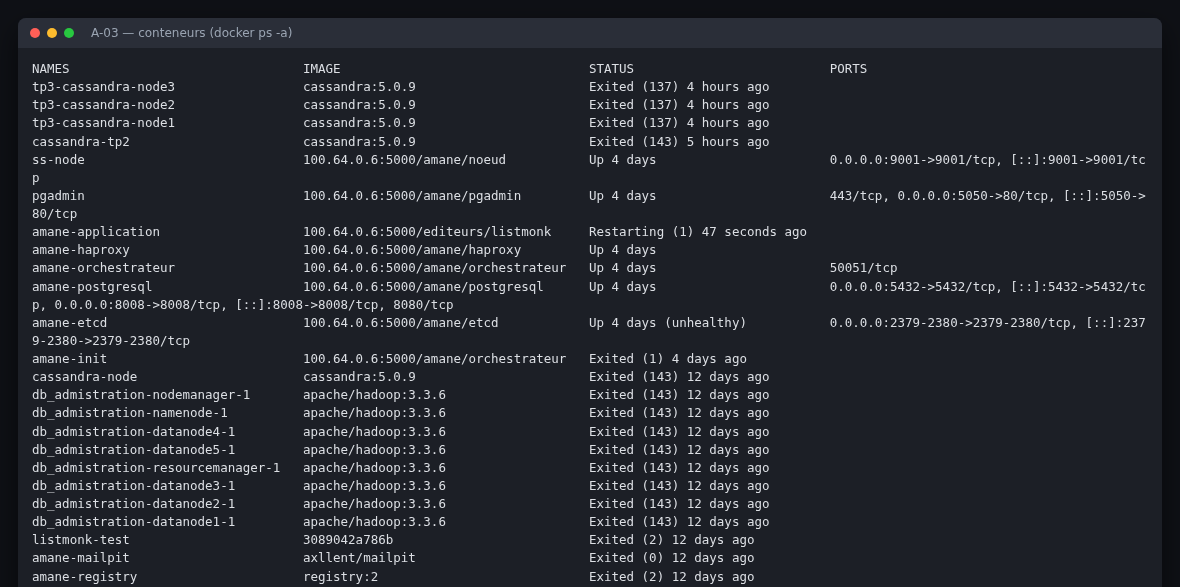 A-03 — conteneurs (docker ps -a)
NAMES IMAGE STATUS PORTS
tp3-cassandra-node3 cassandra:5.0.9 Exited (137) 4 hours ago
tp3-cassandra-node2 cassandra:5.0.9 Exited (137) 4 hours ago
tp3-cassandra-node1 cassandra:5.0.9 Exited (137) 4 hours ago
cassandra-tp2 cassandra:5.0.9 Exited (143) 5 hours ago
ss-node 100.64.0.6:5000/amane/noeud Up 4 days 0.0.0.0:9001->9001/tcp, [::]:9001->9001/tc
p
pgadmin 100.64.0.6:5000/amane/pgadmin Up 4 days 443/tcp, 0.0.0.0:5050->80/tcp, [::]:5050->
80/tcp
amane-application 100.64.0.6:5000/editeurs/listmonk Restarting (1) 47 seconds ago
amane-haproxy 100.64.0.6:5000/amane/haproxy Up 4 days
amane-orchestrateur 100.64.0.6:5000/amane/orchestrateur Up 4 days 50051/tcp
amane-postgresql 100.64.0.6:5000/amane/postgresql Up 4 days 0.0.0.0:5432->5432/tcp, [::]:5432->5432/tc
p, 0.0.0.0:8008->8008/tcp, [::]:8008->8008/tcp, 8080/tcp
amane-etcd 100.64.0.6:5000/amane/etcd Up 4 days (unhealthy) 0.0.0.0:2379-2380->2379-2380/tcp, [::]:237
9-2380->2379-2380/tcp
amane-init 100.64.0.6:5000/amane/orchestrateur Exited (1) 4 days ago
cassandra-node cassandra:5.0.9 Exited (143) 12 days ago
db_admistration-nodemanager-1 apache/hadoop:3.3.6 Exited (143) 12 days ago
db_admistration-namenode-1 apache/hadoop:3.3.6 Exited (143) 12 days ago
db_admistration-datanode4-1 apache/hadoop:3.3.6 Exited (143) 12 days ago
db_admistration-datanode5-1 apache/hadoop:3.3.6 Exited (143) 12 days ago
db_admistration-resourcemanager-1 apache/hadoop:3.3.6 Exited (143) 12 days ago
db_admistration-datanode3-1 apache/hadoop:3.3.6 Exited (143) 12 days ago
db_admistration-datanode2-1 apache/hadoop:3.3.6 Exited (143) 12 days ago
db_admistration-datanode1-1 apache/hadoop:3.3.6 Exited (143) 12 days ago
listmonk-test 3089042a786b Exited (2) 12 days ago
amane-mailpit axllent/mailpit Exited (0) 12 days ago
amane-registry registry:2 Exited (2) 12 days ago